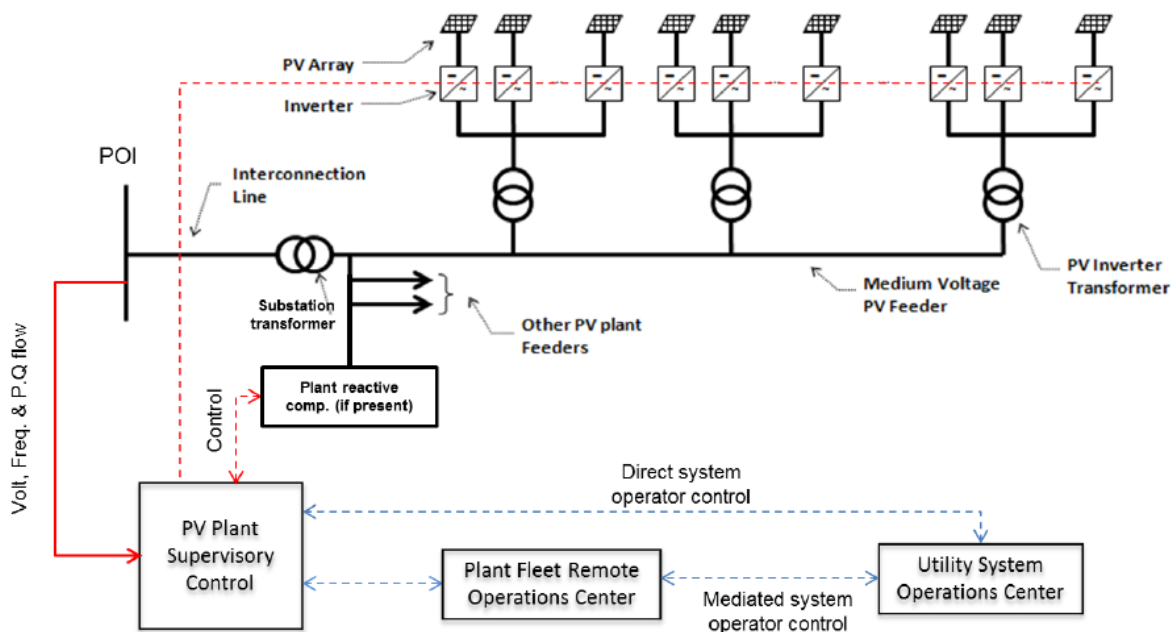 PV Array
Inverter
POI
Interconnection
Line
Substation
transformer
Other PV plant
Feeders
Medium Voltage
PV Feeder
PV Inverter
Transformer
Plant reactive
comp. (if present)
Control
Volt, Freq. & P.Q flow
Direct system
operator control
PV Plant
Supervisory
Control
Plant Fleet Remote
Operations Center
Utility System
Operations Center
Mediated system
operator control